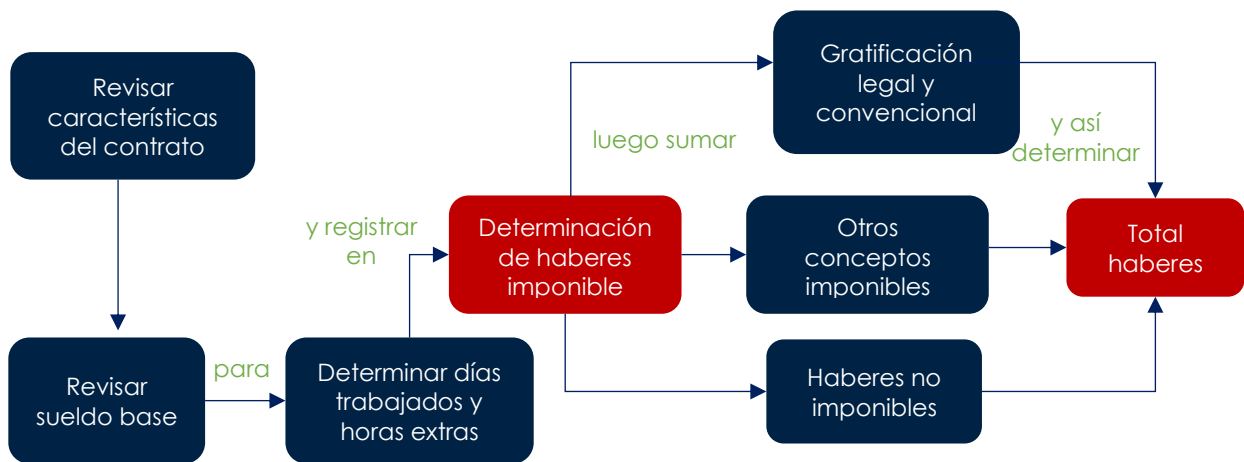 Revisar
características
del contrato
Revisar
sueldo base
para
Determinar días
trabajados y
horas extras
y registrar
en
Determinación
de haberes
imponible
luego sumar
Gratificación
legal y
convencional
Otros
conceptos
imponibles
Haberes no
imponibles
y así
determinar
Total
haberes